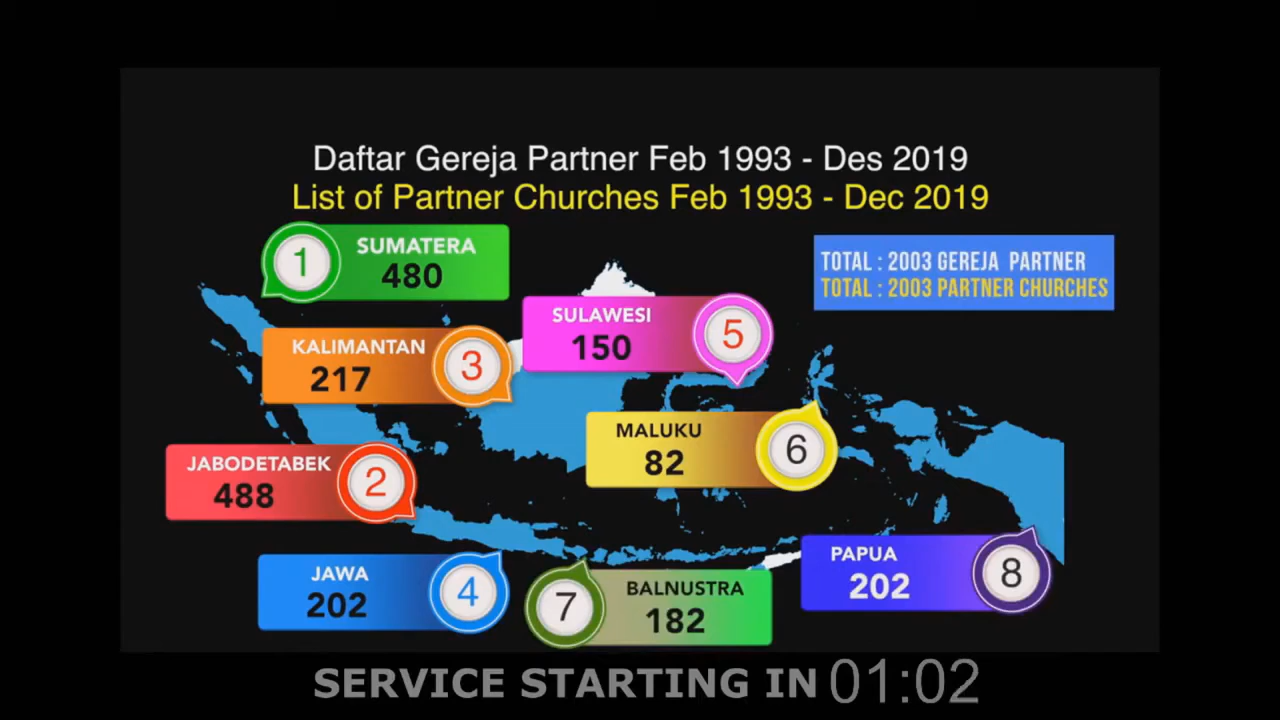 Daftar Gereja Partner Feb 1993 - Des 2019
List of Partner Churches Feb 1993 - Dec 2019
1
SUMATERA
480
TOTAL : 2003 GEREJA PARTNER
TOTAL : 2003 PARTNER CHURCHES
SULAWESI
150
5
KALIMANTAN
217
3
MALUKU
82
6
JABODETABEK
488
2
PAPUA
202
8
JAWA
202
4
7
BALNUSTRA
182
SERVICE STARTING IN 01:02